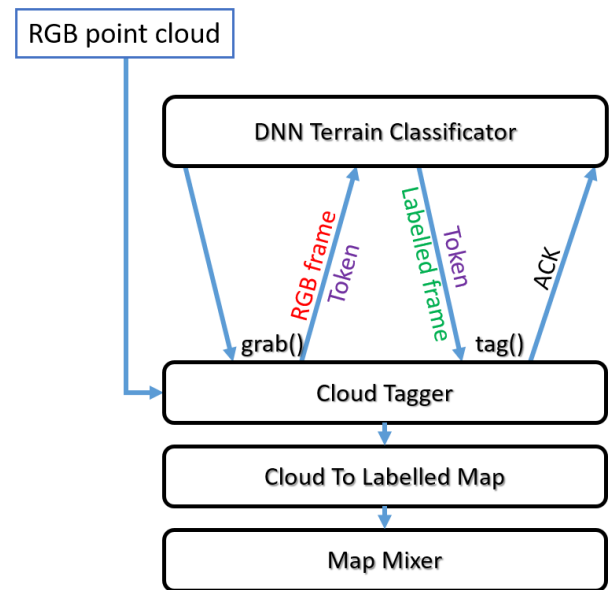 RGB point cloud
DNN Terrain Classificator
RGB frame
Token
Labelled frame
Token
ACK
grab()
tag()
Cloud Tagger
Cloud To Labelled Map
Map Mixer